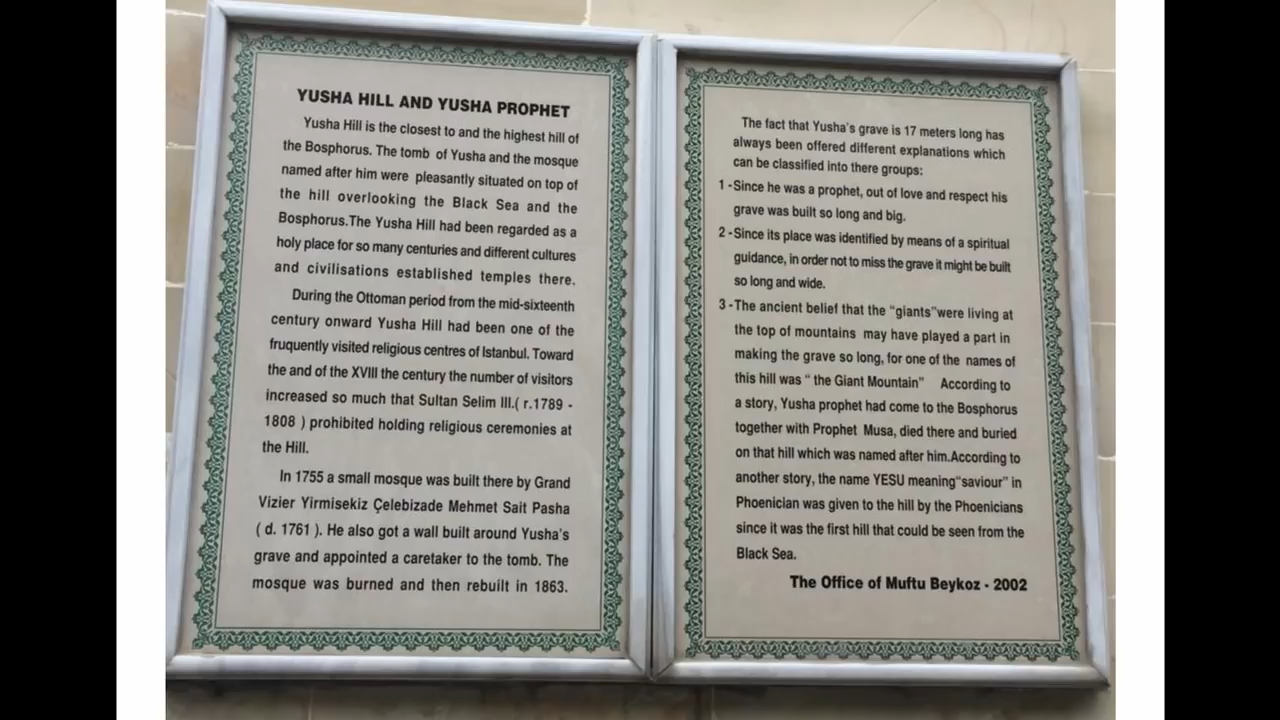 YUSHA HILL AND YUSHA PROPHET
Yusha Hill is the closest to and the highest hill of
the Bosphorus. The tomb of Yusha and the mosque
named after him were pleasantly situated on top of
the hill overlooking the Black Sea and the
Bosphorus.The Yusha Hill had been regarded as a
holy place for so many centuries and different cultures
and civilisations established temples there.
During the Ottoman period from the mid-sixteenth
century onward Yusha Hill had been one of the
fruquently visited religious centres of Istanbul. Toward
the and of the XVIII the century the number of visitors
increased so much that Sultan Selim III.( r.1789 -
1808 ) prohibited holding religious ceremonies at
the Hill.
In 1755 a small mosque was built there by Grand
Vizier Yirmisekiz Çelebizade Mehmet Sait Pasha
( d. 1761 ). He also got a wall built around Yusha's
grave and appointed a caretaker to the tomb. The
mosque was burned and then rebuilt in 1863.
The fact that Yusha's grave is 17 meters long has
always been offered different explanations which
can be classified into there groups:
1 -Since he was a prophet, out of love and respect his
grave was built so long and big.
2 -Since its place was identified by means of a spiritual
guidance, in order not to miss the grave it might be built
so long and wide.
3 -The ancient belief that the "giants"were living at
the top of mountains may have played a part in
making the grave so long, for one of the names of
this hill was " the Giant Mountain" According to
a story, Yusha prophet had come to the Bosphorus
together with Prophet Musa, died there and buried
on that hill which was named after him.According to
another story, the name YESU meaning"saviour" in
Phoenician was given to the hill by the Phoenicians
since it was the first hill that could be seen from the
Black Sea.
The Office of Muftu Beykoz - 2002